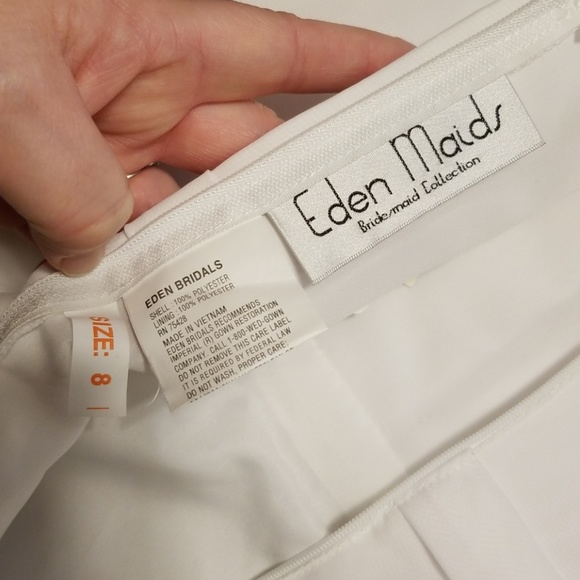 Eden Maids
Bridesmaid Collection
EDEN BRIDALS
SHELL - 100% POLYESTER
LINING - 100% POLYESTER
RN 75428
MADE IN VIETNAM
EDEN BRIDALS RECOMMENDS
IMPERIAL (R) GOWN RESTORATION
COMPANY. CALL 1-800-WED-GOWN
DO NOT REMOVE THIS CARE LABEL
IT IS REQUIRED BY FEDERAL LAW
DO NOT WASH, PROPER CARE:
SIZE: 8